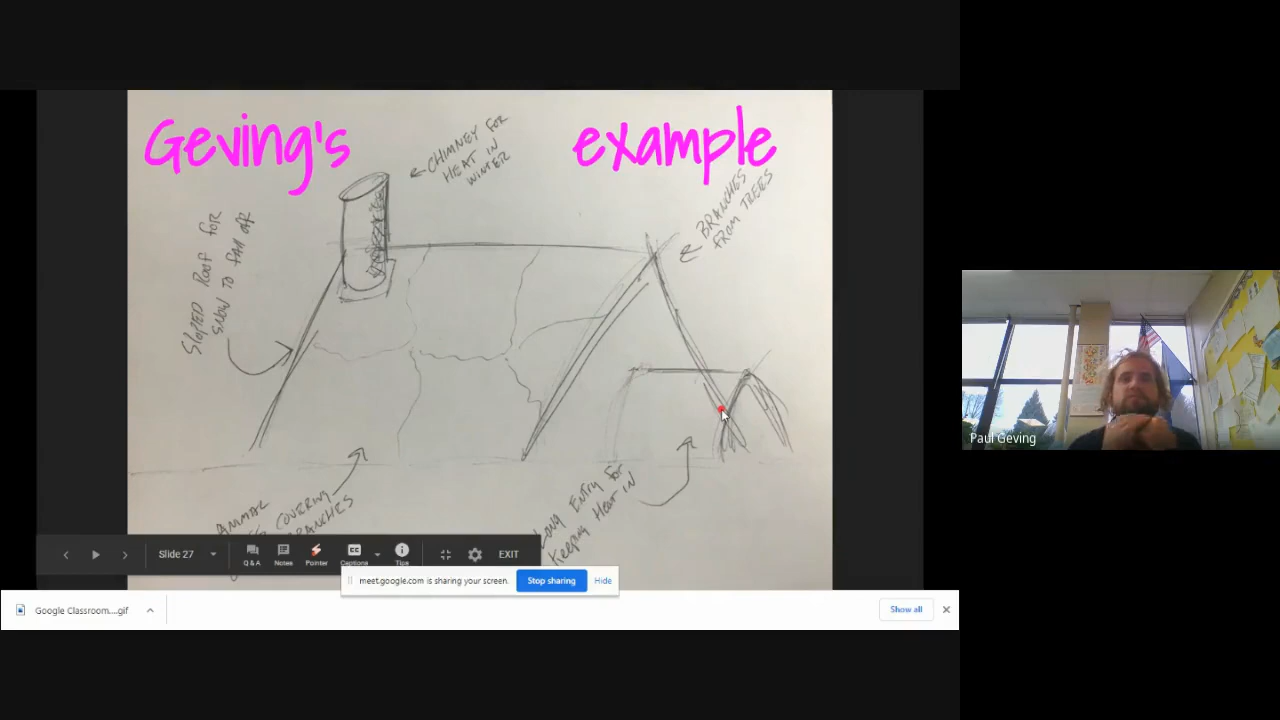 Geving's example
← CHIMNEY FOR
HEAT IN
WINTER
← BRANCHES
FROM TREES
SLOPED ROOF FOR
SNOW TO FALL OFF
ANIMAL
COVERING
BRANCHES
LONG ENTRY FOR
KEEPING HEAT IN
Paul Geving
Slide 27
Q & A
Notes
Pointer
Captions
Tips
EXIT
meet.google.com is sharing your screen.
Stop sharing
Hide
Google Classroom....gif
Show all